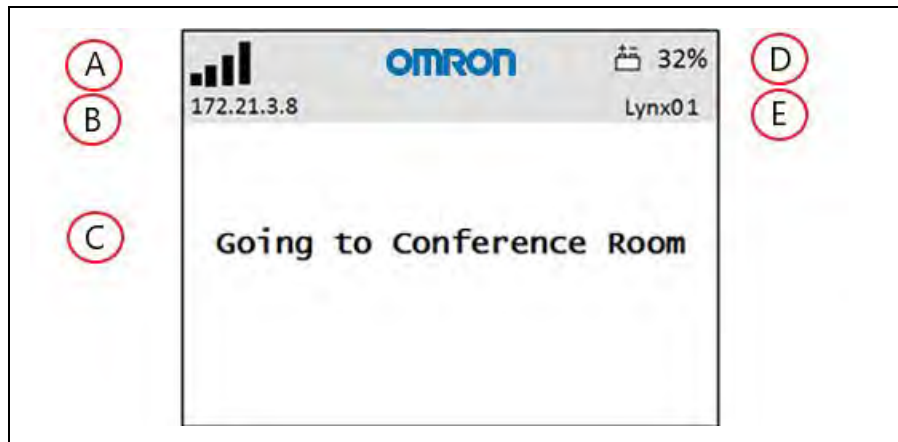 A
OMRON
32%
D
B
172.21.3.8
Lynx01
E
C
Going to Conference Room